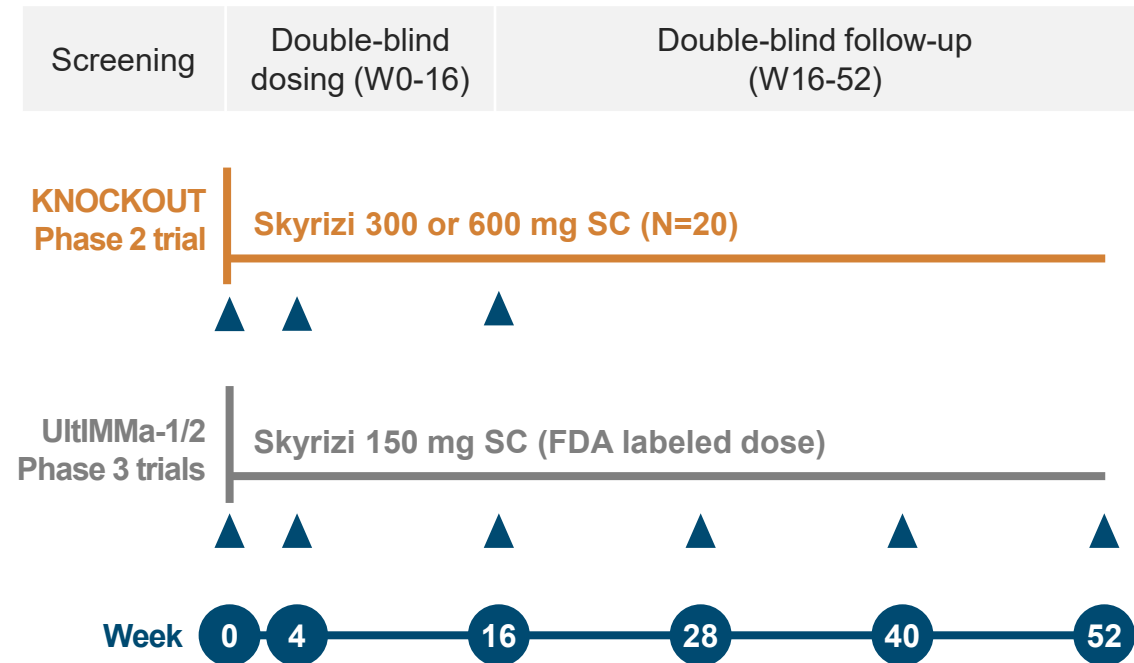 Screening
Double-blind
dosing (W0-16)
Double-blind follow-up
(W16-52)
KNOCKOUT
Phase 2 trial
Skyrizi 300 or 600 mg SC (N=20)
UltIMMa-1/2
Phase 3 trials
Skyrizi 150 mg SC (FDA labeled dose)
Week 0 4 16 28 40 52